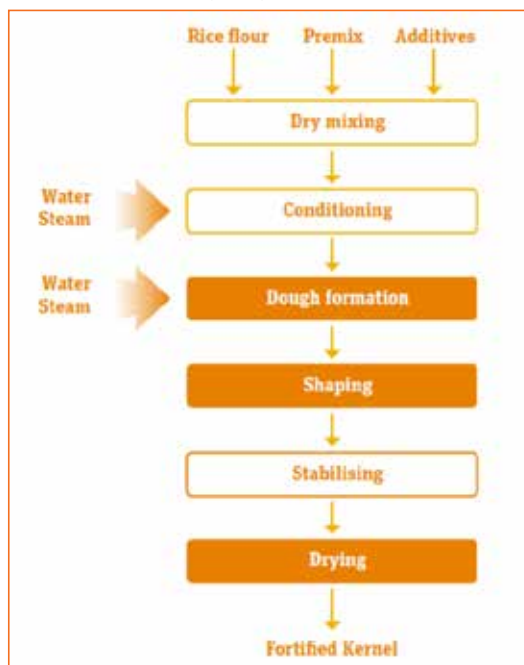 Rice flour Premix Additives
Dry mixing
Water
Steam
Conditioning
Water
Steam
Dough formation
Shaping
Stabilising
Drying
Fortified Kernel